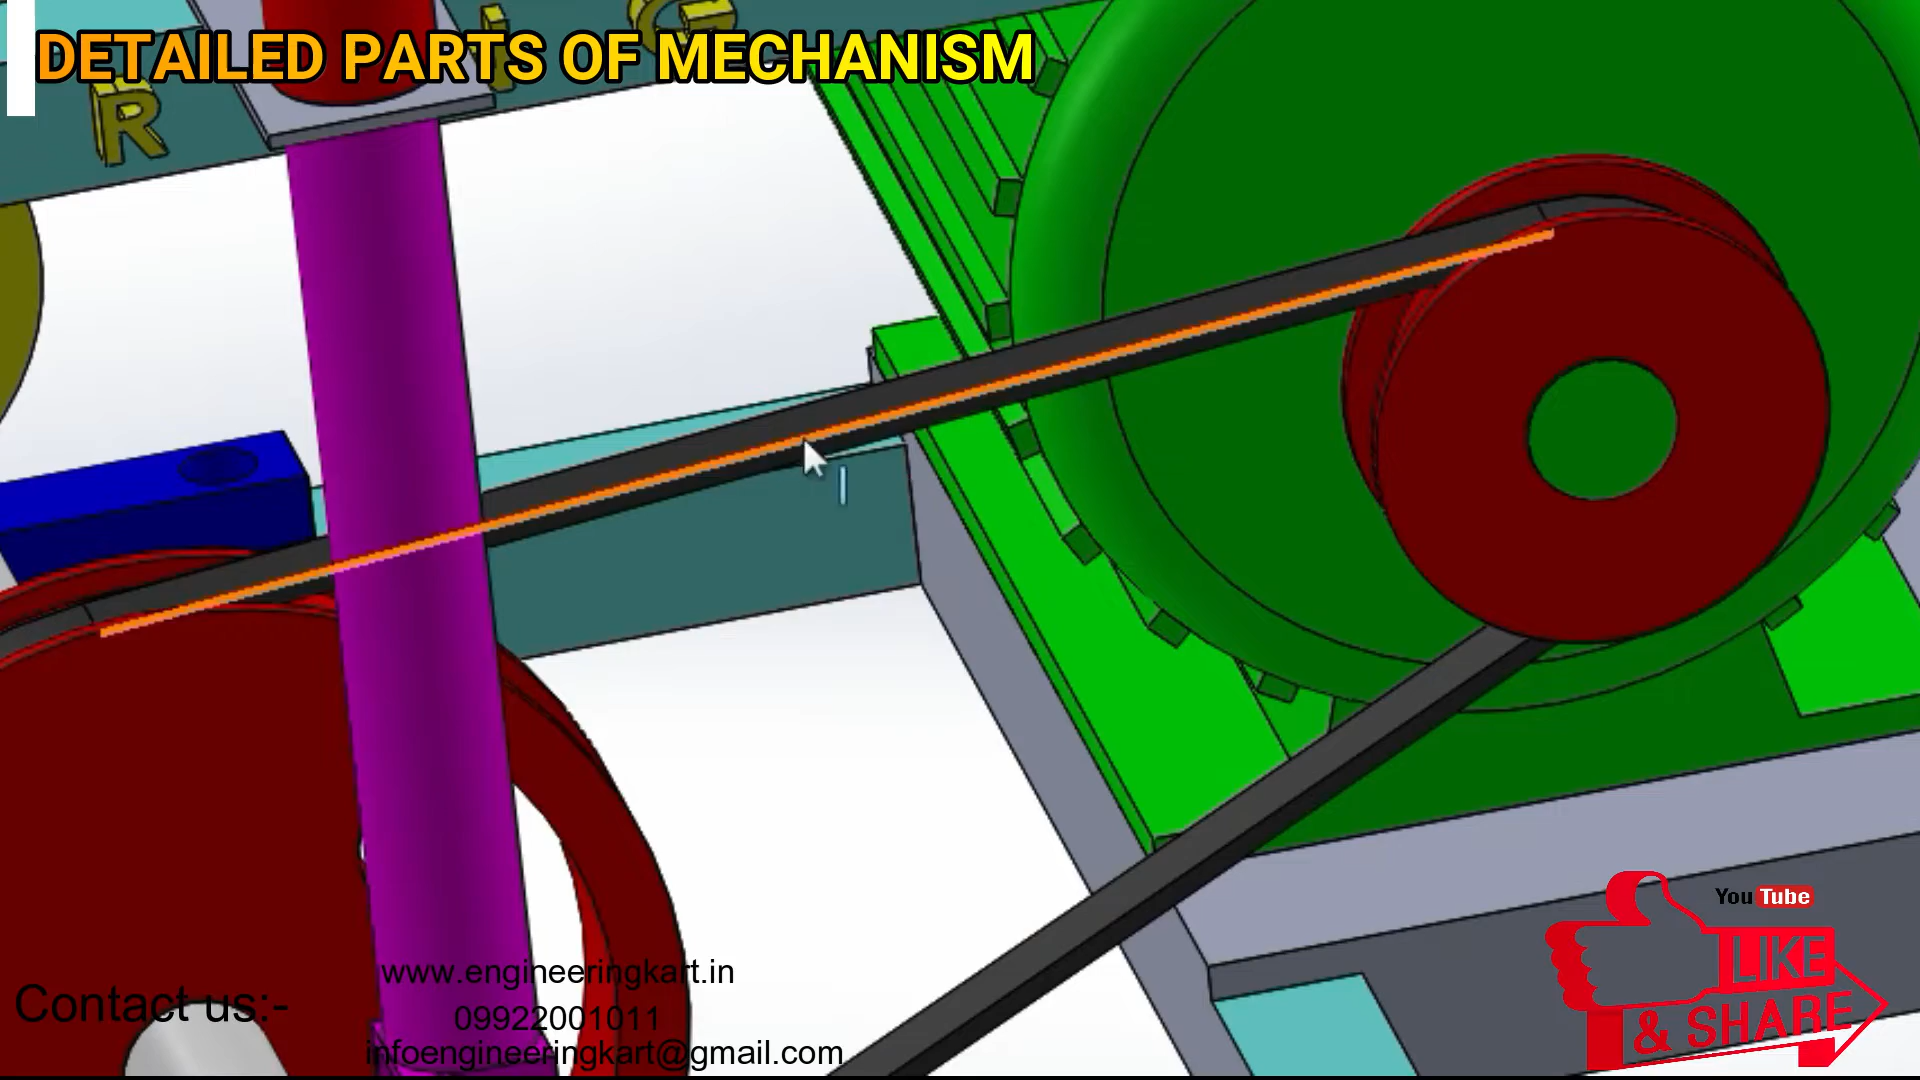 DETAILED PARTS OF MECHANISM
R
You Tube
LIKE
& SHARE
Contact us:-
www.engineeringkart.in
09922001011
infoengineeringkart@gmail.com